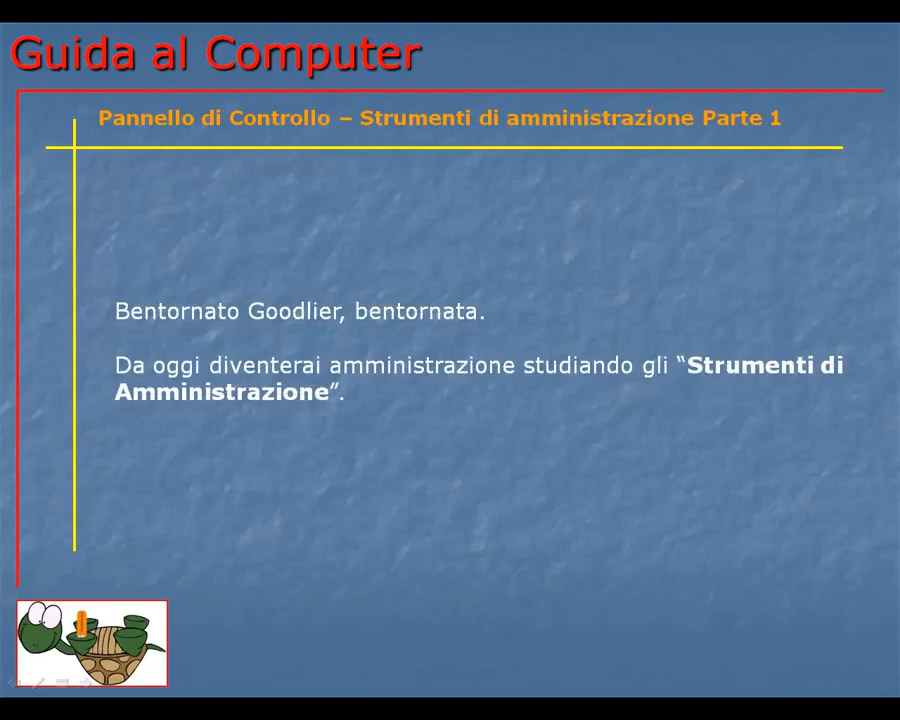 Guida al Computer
Pannello di Controllo – Strumenti di amministrazione Parte 1
Bentornato Goodlier, bentornata.
Da oggi diventerai amministrazione studiando gli “Strumenti di
Amministrazione”.